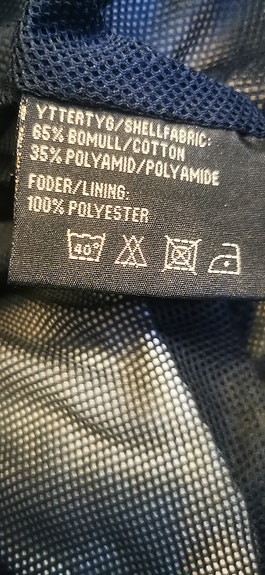 YTTERTYG/SHELLFABRIC:
65% BOMULL/COTTON
35% POLYAMID/POLYAMIDE
FODER/LINING:
100% POLYESTER
40°